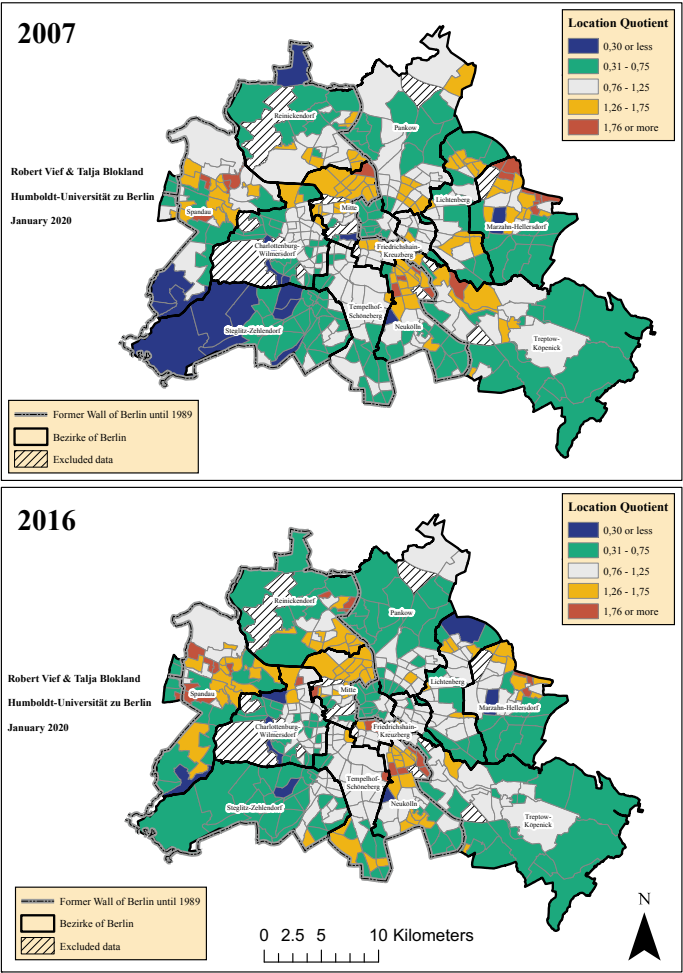 2007
Location Quotient
0,30 or less
0,31 - 0,75
0,76 - 1,25
1,26 - 1,75
1,76 or more
Reinickendorf
Pankow
Robert Vief & Talja Blokland
Humboldt-Universität zu Berlin
January 2020
Spandau
Mitte
Lichtenberg
Marzahn-Hellersdorf
Charlottenburg-
Wilmersdorf
Friedrichshain-
Kreuzberg
Tempelhof-
Schöneberg
Steglitz-Zehlendorf
Neukölln
Treptow-
Köpenick
Former Wall of Berlin until 1989
Bezirke of Berlin
Excluded data
2016
Location Quotient
0,30 or less
0,31 - 0,75
0,76 - 1,25
1,26 - 1,75
1,76 or more
Reinickendorf
Pankow
Robert Vief & Talja Blokland
Humboldt-Universität zu Berlin
January 2020
Spandau
Mitte
Lichtenberg
Marzahn-Hellersdorf
Charlottenburg-
Wilmersdorf
Friedrichshain-
Kreuzberg
Tempelhof-
Schöneberg
Steglitz-Zehlendorf
Neukölln
Treptow-
Köpenick
Former Wall of Berlin until 1989
Bezirke of Berlin
Excluded data
0 2.5 5 10 Kilometers
N